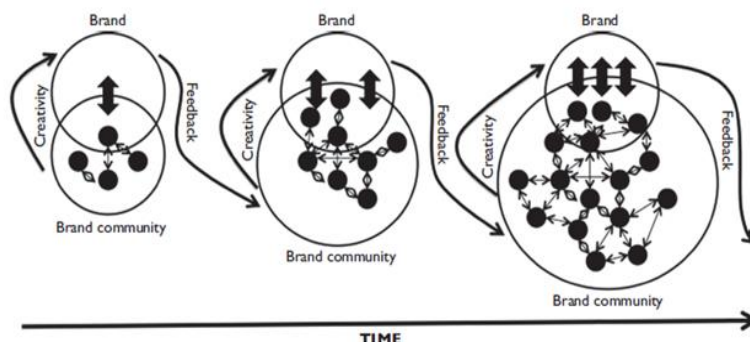 Brand
Creativity
Feedback
Brand community
Brand
Creativity
Feedback
Brand community
Brand
Creativity
Feedback
Brand community
TIME